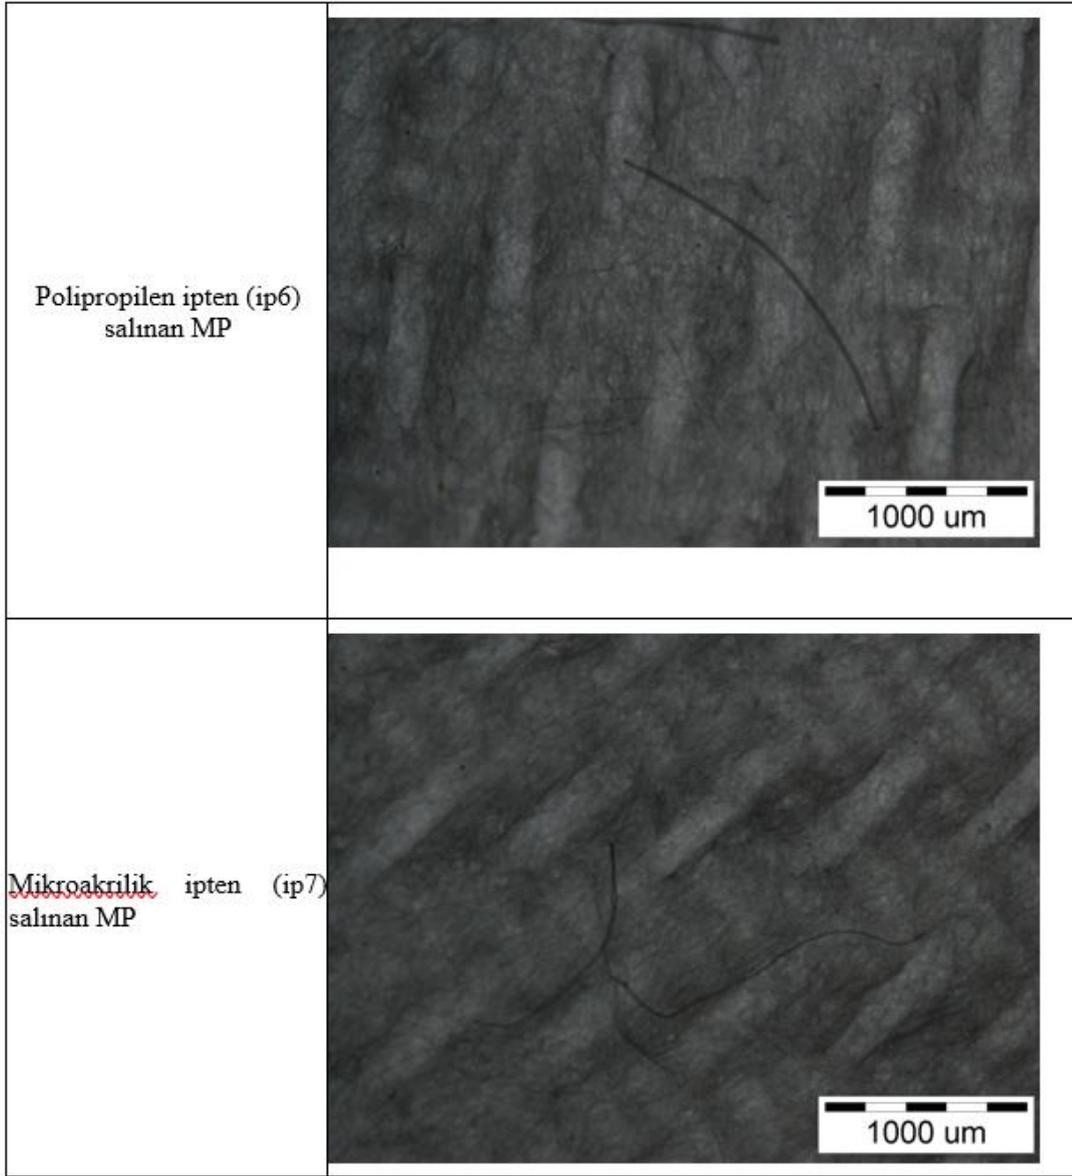 Polipropilen ipten (ip6)
salınan MP
1000 um
Mikroakrilik ipten (ip7)
salınan MP
1000 um